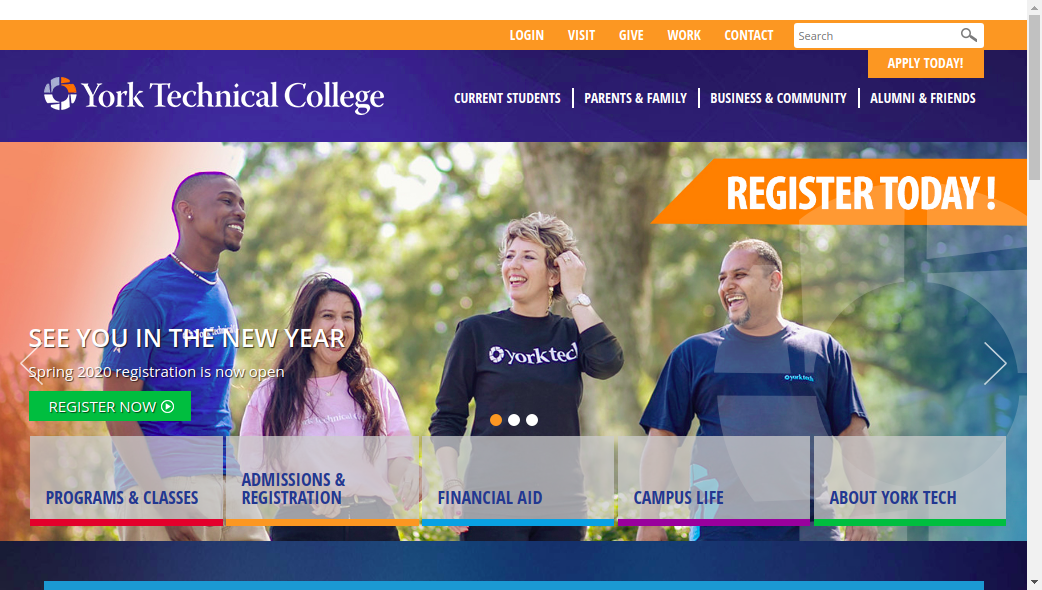 LOGIN VISIT GIVE WORK CONTACT Search
APPLY TODAY!
York Technical College
CURRENT STUDENTS PARENTS & FAMILY BUSINESS & COMMUNITY ALUMNI & FRIENDS
REGISTER TODAY!
SEE YOU IN THE NEW YEAR
Spring 2020 registration is now open
REGISTER NOW
yorktech
yorktech
PROGRAMS & CLASSES
ADMISSIONS &
REGISTRATION
FINANCIAL AID
CAMPUS LIFE
ABOUT YORK TECH